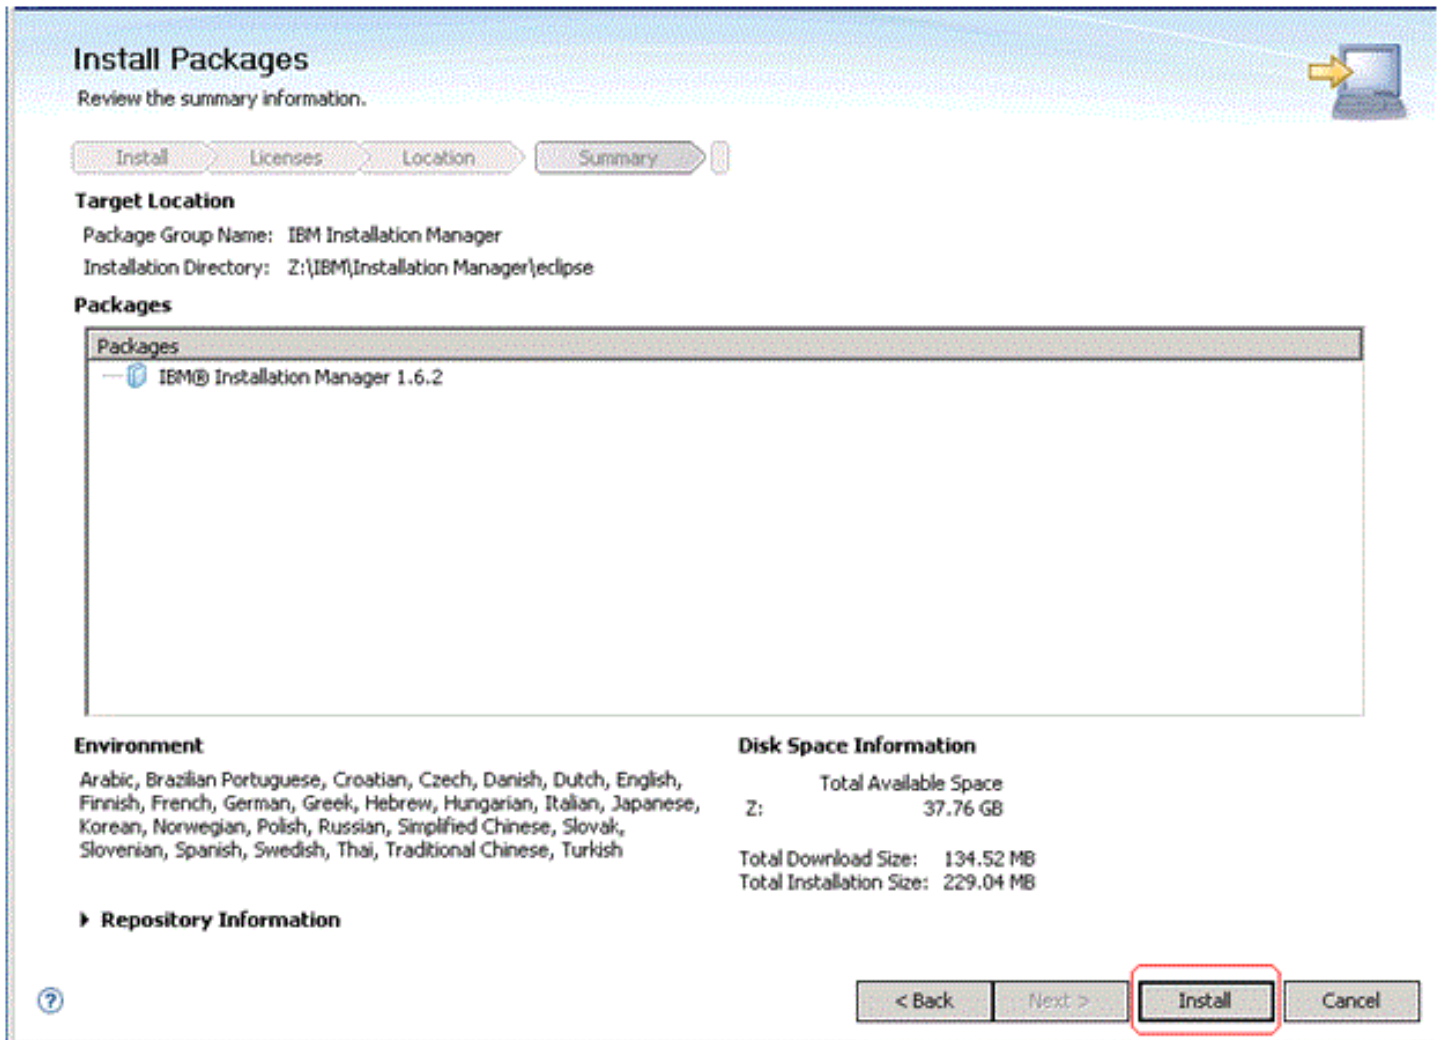 Install Packages
Review the summary information.
Install Licenses Location Summary
Target Location
Package Group Name: IBM Installation Manager
Installation Directory: Z:\IBM\Installation Manager\eclipse
Packages
Packages
IBM® Installation Manager 1.6.2
Environment
Arabic, Brazilian Portuguese, Croatian, Czech, Danish, Dutch, English,
Finnish, French, German, Greek, Hebrew, Hungarian, Italian, Japanese,
Korean, Norwegian, Polish, Russian, Simplified Chinese, Slovak,
Slovenian, Spanish, Swedish, Thai, Traditional Chinese, Turkish
Disk Space Information
Total Available Space
Z: 37.76 GB
Total Download Size: 134.52 MB
Total Installation Size: 229.04 MB
Repository Information
?
< Back Next > Install Cancel